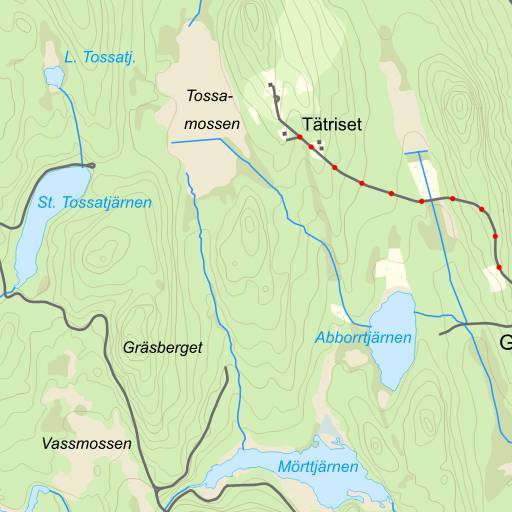 L. Tossatj.
Tossa-
mossen
Tätriset
St. Tossatjärnen
Abborrtjärnen
G
Gräsberget
Vassmossen
Mörttjärnen